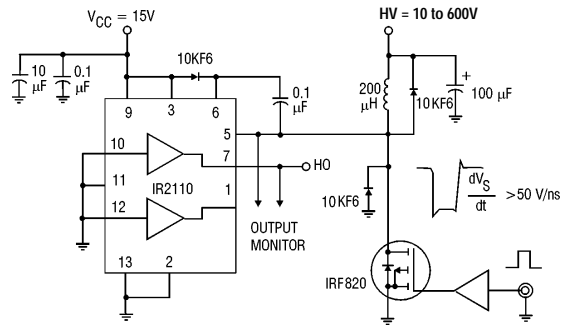 V_CC = 15V
HV = 10 to 600V
10 μF
0.1 μF
10KF6
0.1 μF
200 μH
10KF6
+
100 μF
9
3
6
5
10
7
HO
11
IR2110
1
12
OUTPUT
MONITOR
13
2
10KF6
dV_S
dt
>50 V/ns
IRF820